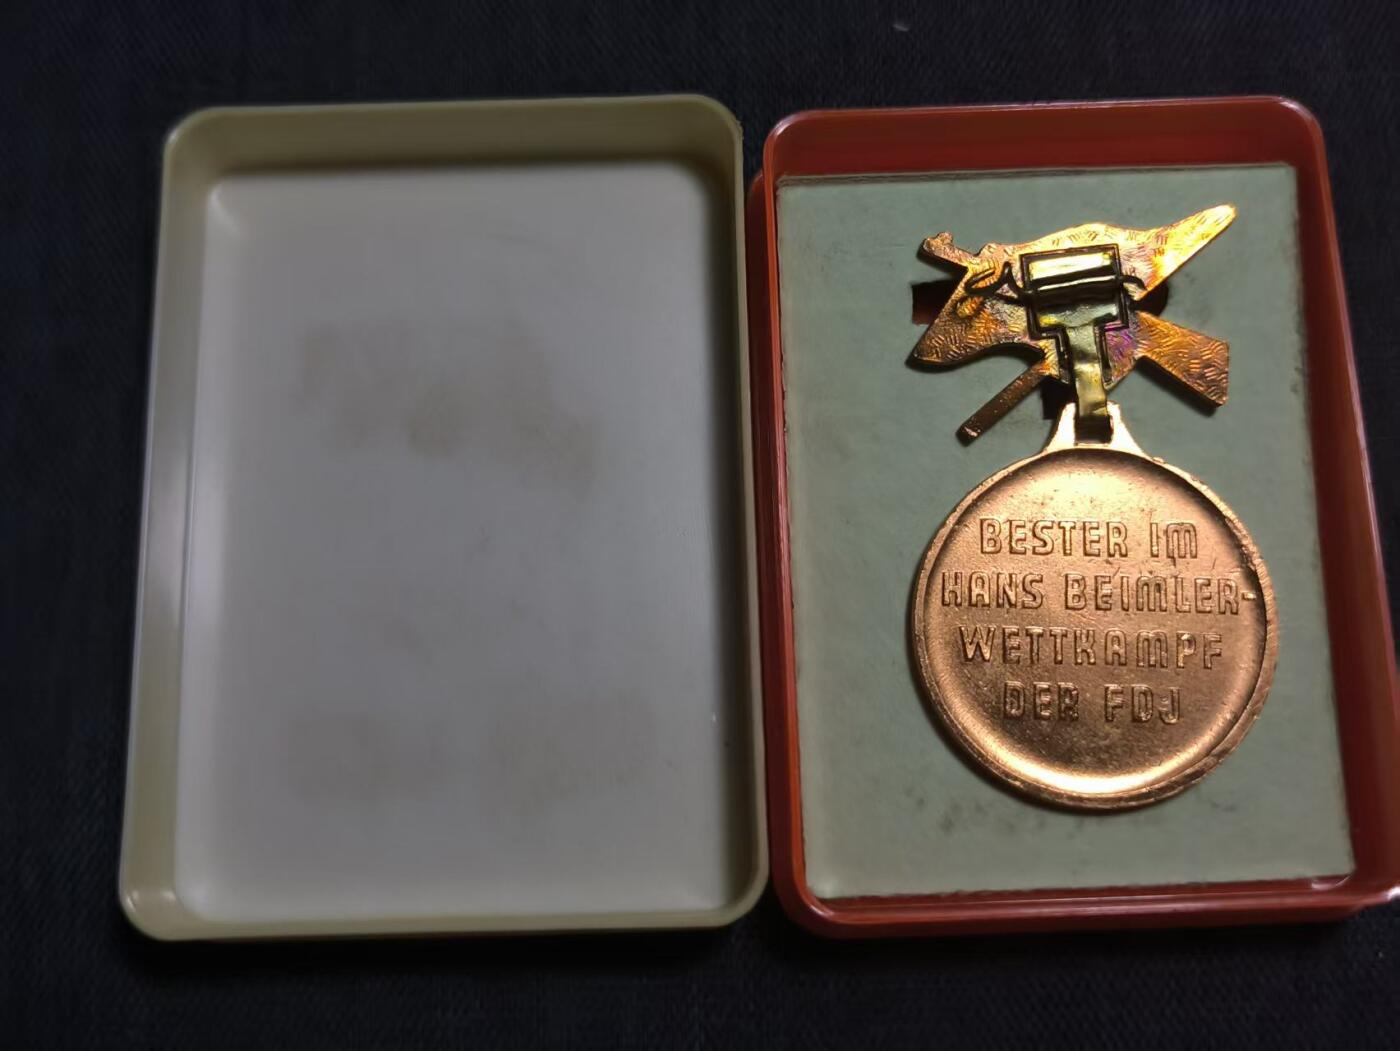 BESTER IM
HANS BEIMLER-
WETTKAMPF
DER FDJ